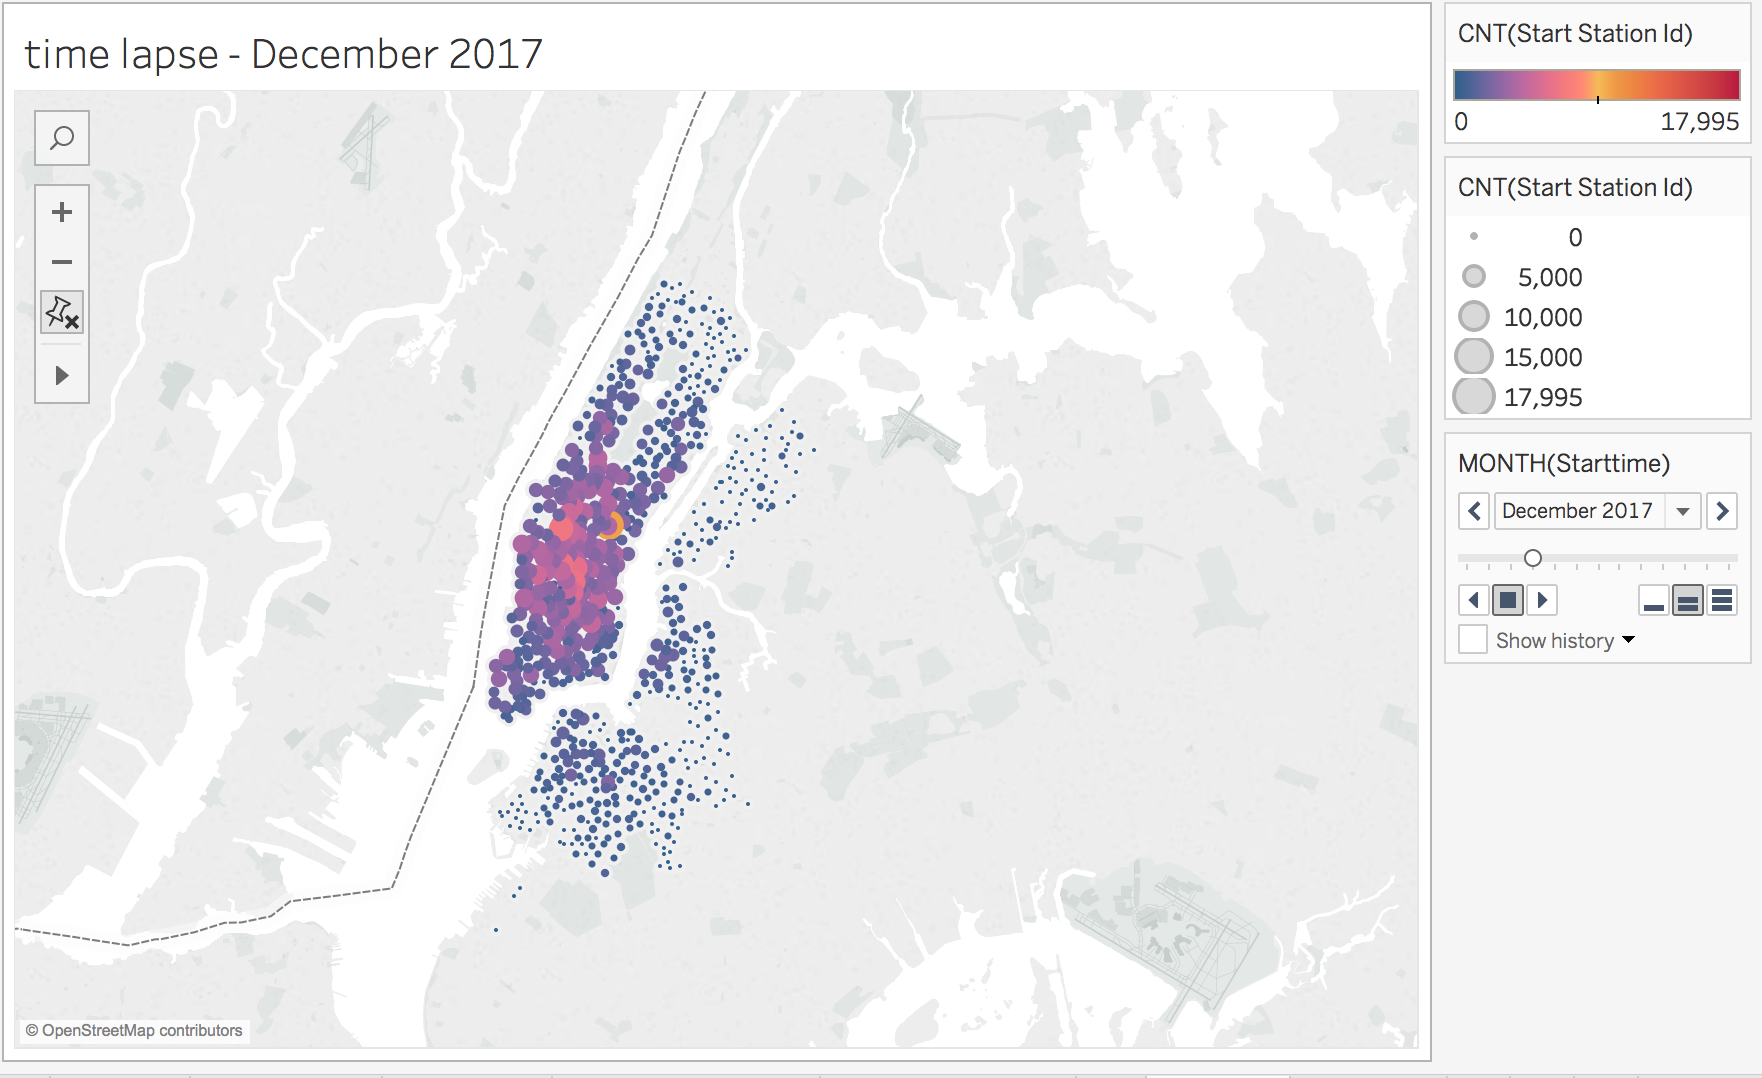 time lapse - December 2017
© OpenStreetMap contributors
CNT(Start Station Id)
0 17,995
CNT(Start Station Id)
0
5,000
10,000
15,000
17,995
MONTH(Starttime)
December 2017
Show history